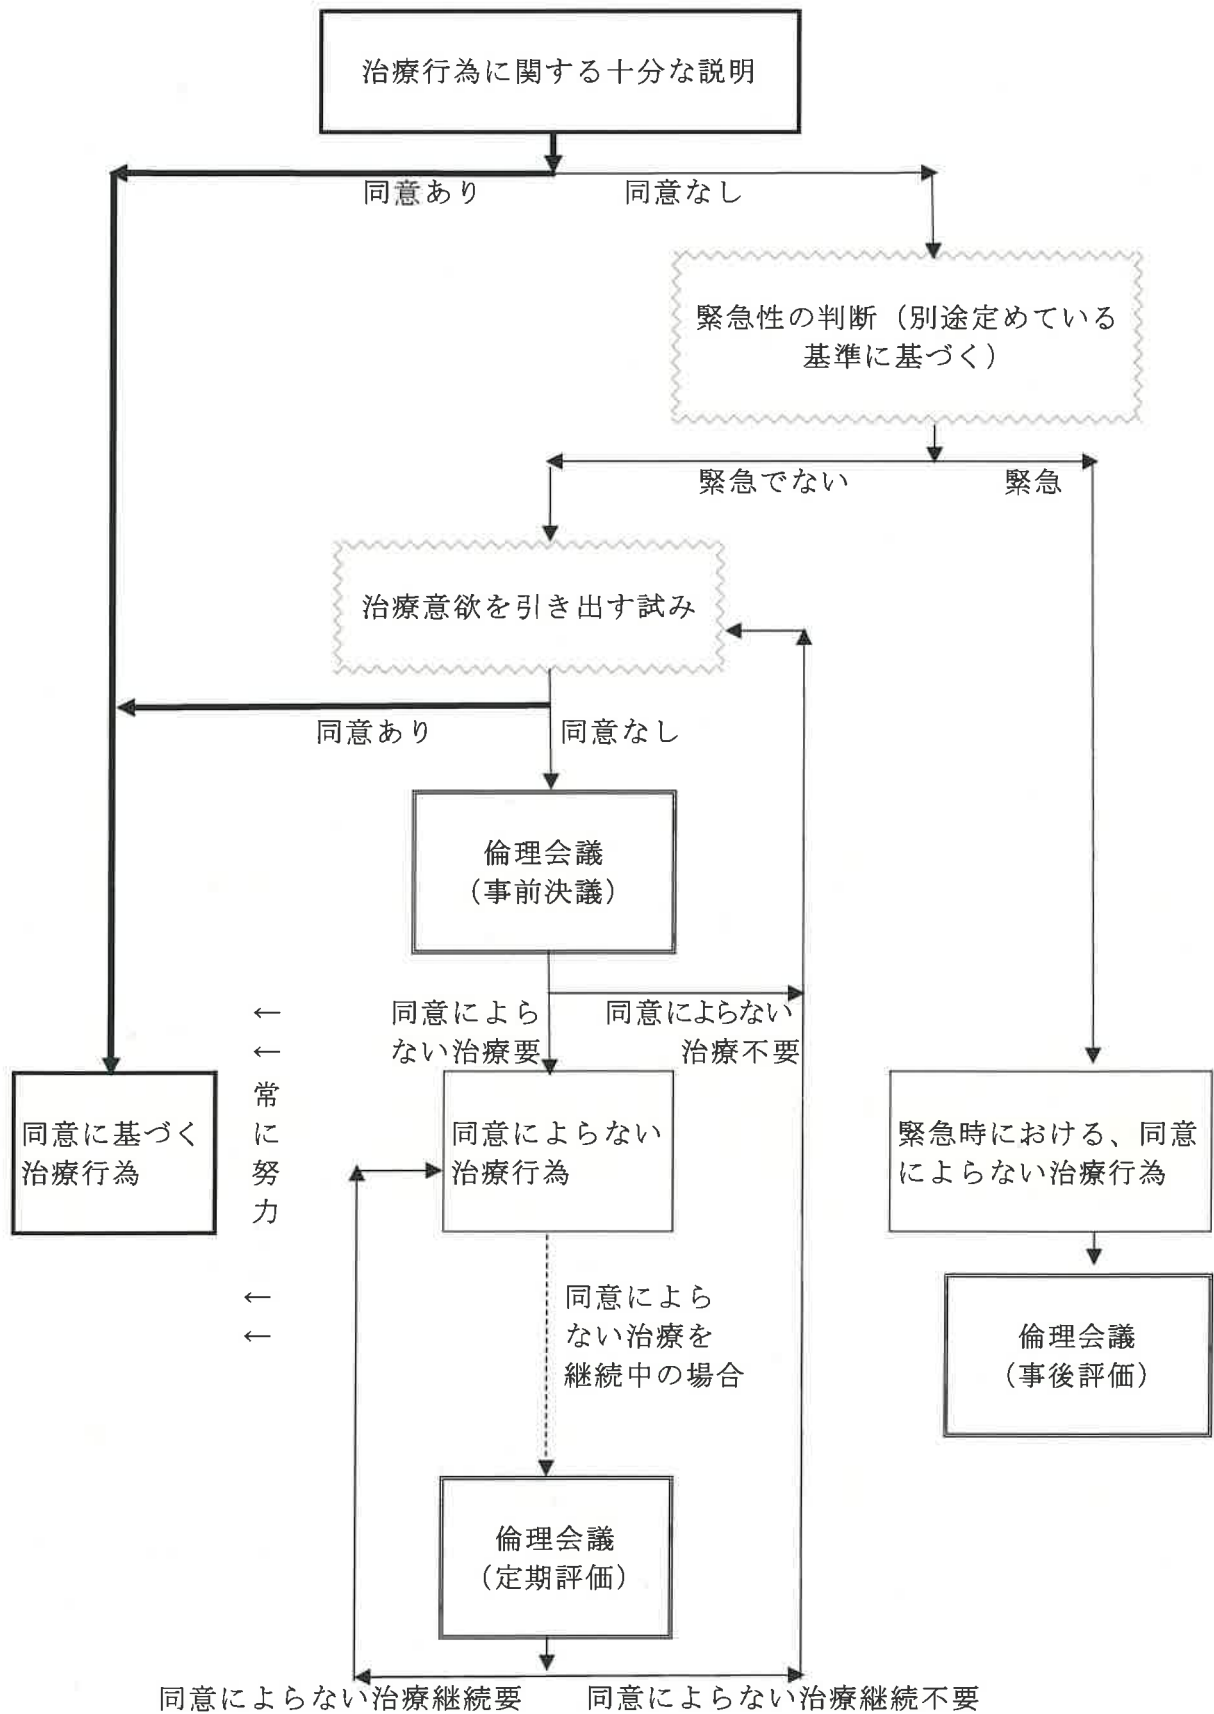 治療行為に関する十分な説明
同意あり
同意なし
緊急性の判断（別途定めている
基準に基づく）
緊急でない
緊急
治療意欲を引き出す試み
同意あり
同意なし
倫理会議
（事前決議）
同意によら
ない治療要
同意によらない
治療不要
←
←
常
に
努
力
←
←
同意に基づく
治療行為
同意によらない
治療行為
緊急時における、同意
によらない治療行為
同意によら
ない治療を
継続中の場合
倫理会議
（事後評価）
倫理会議
（定期評価）
同意によらない治療継続要
同意によらない治療継続不要